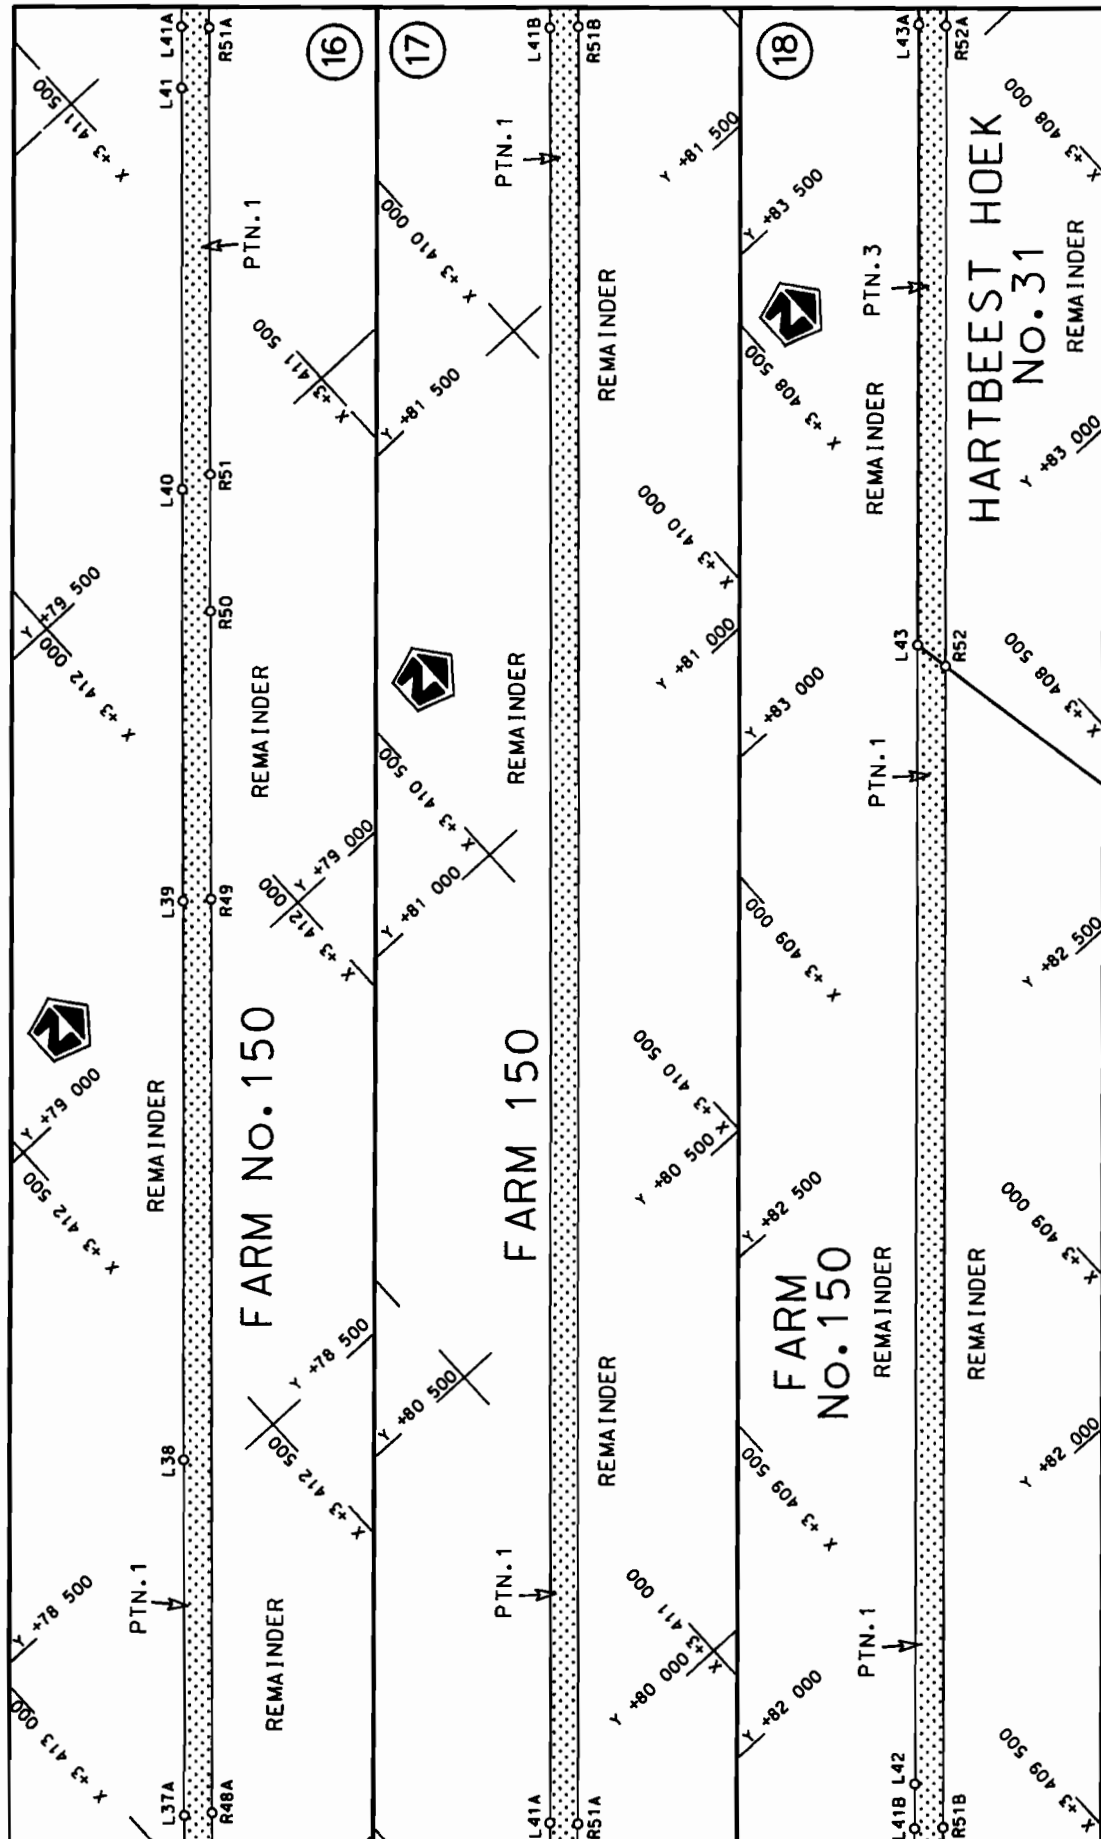 L37A
R48A
X +3 413 000
Y +78 500
PTN.1
REMAINDER
L38
X +3 412 500
Y +78 500
X +3 412 500
Y +79 000
REMAINDER
FARM No.150
L39
R49
X +3 412 000
Y +79 000
REMAINDER
X +3 412 000
Y +79 500
R50
L40
R51
X +3 411 500
PTN.1
X +3 411 500
L41
L41A
R51A
16
17
L41A
R51A
PTN.1
Y +80 000
X +3 411 000
REMAINDER
Y +80 500
FARM 150
Y +80 500
X +3 410 500
Y +81 000
X +3 410 500
REMAINDER
Y +81 000
X +3 410 000
Y +81 500
REMAINDER
X +3 410 000
PTN.1
Y +81 500
L41B
R51B
18
L41B
R51B
L42
PTN.1
Y +82 000
X +3 409 500
X +3 409 500
Y +82 000
FARM
No.150
REMAINDER
REMAINDER
Y +82 500
X +3 409 000
X +3 409 000
Y +82 500
PTN.1
Y +83 000
X +3 408 500
L43
R52
REMAINDER
X +3 408 500
Y +83 000
PTN.3
Y +83 500
HARTBEEST HOEK
No.31
REMAINDER
X +3 408 000
L43A
R52A